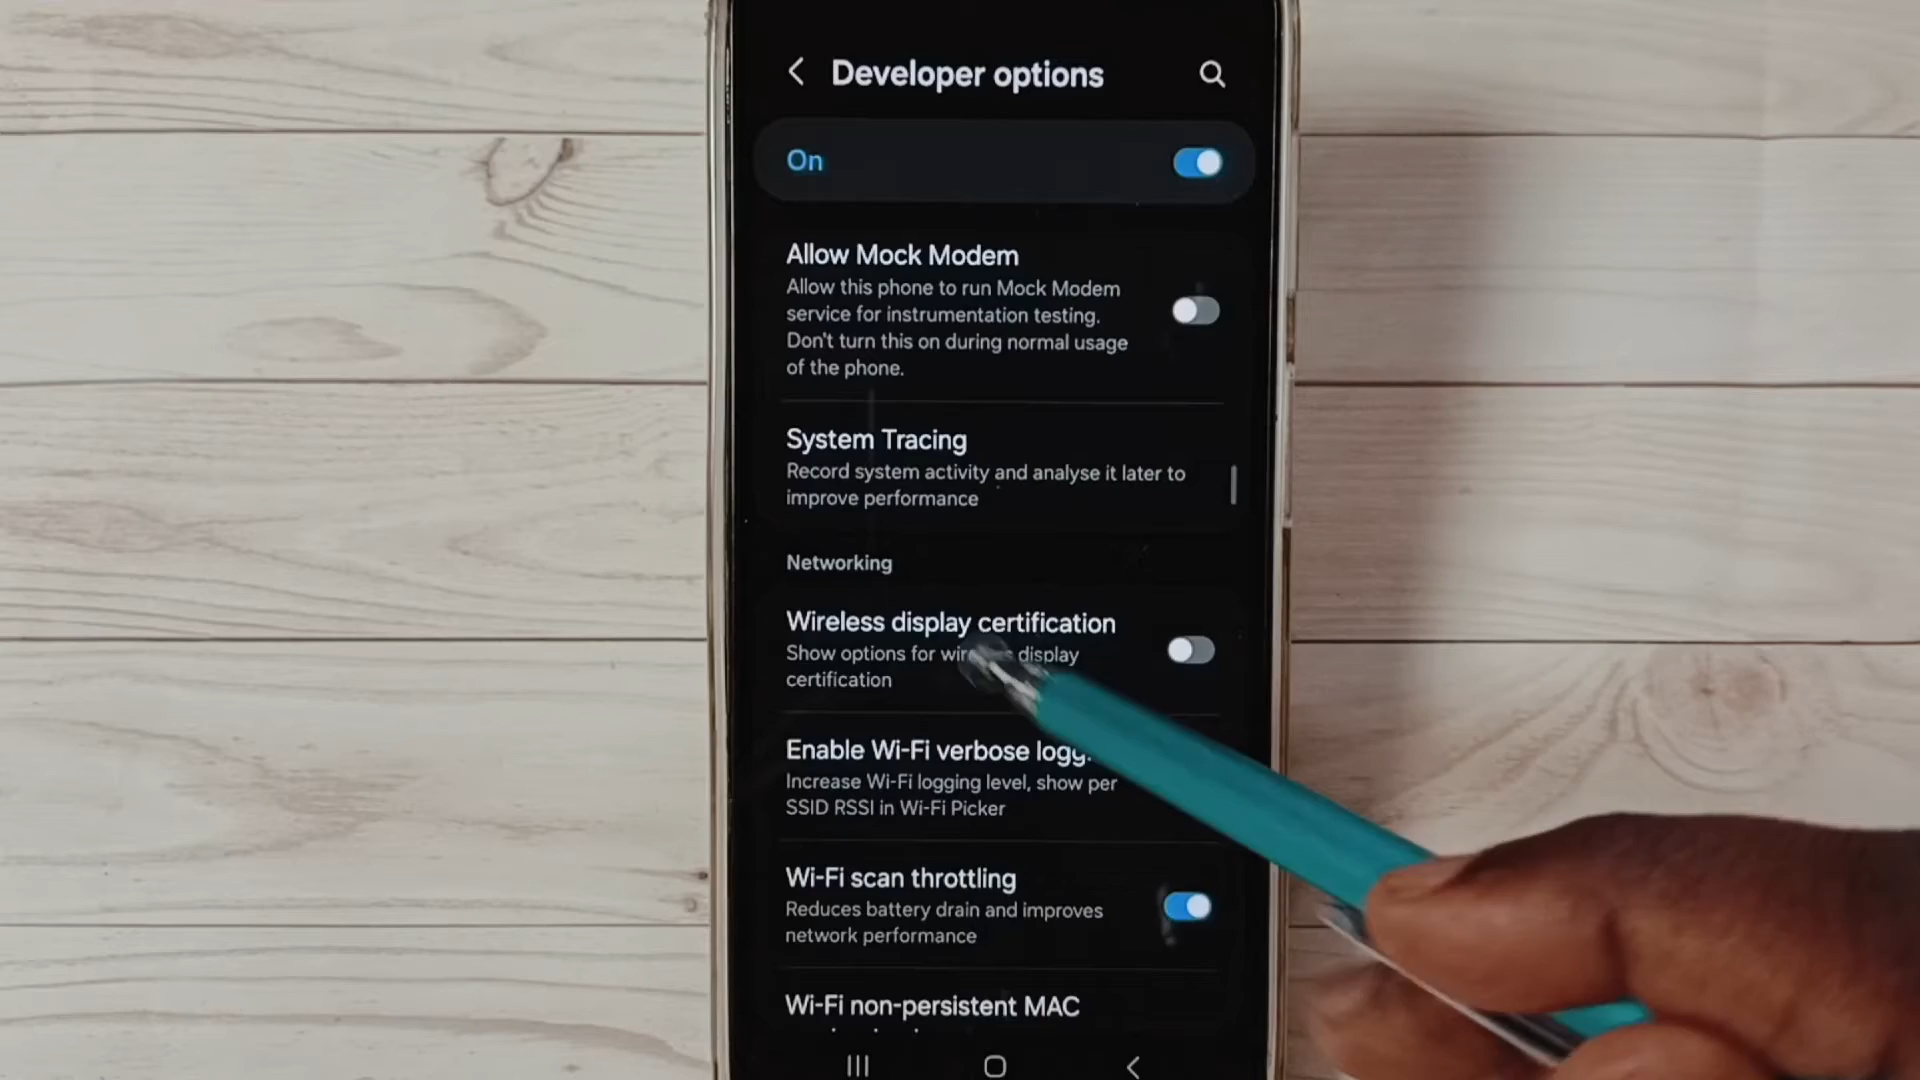 Developer options
On
Allow Mock Modem
Allow this phone to run Mock Modem
service for instrumentation testing.
Don't turn this on during normal usage
of the phone.
System Tracing
Record system activity and analyse it later to
improve performance
Networking
Wireless display certification
Show options for wireless display
certification
Enable Wi-Fi verbose logg
Increase Wi-Fi logging level, show per
SSID RSSI in Wi-Fi Picker
Wi-Fi scan throttling
Reduces battery drain and improves
network performance
Wi-Fi non-persistent MAC